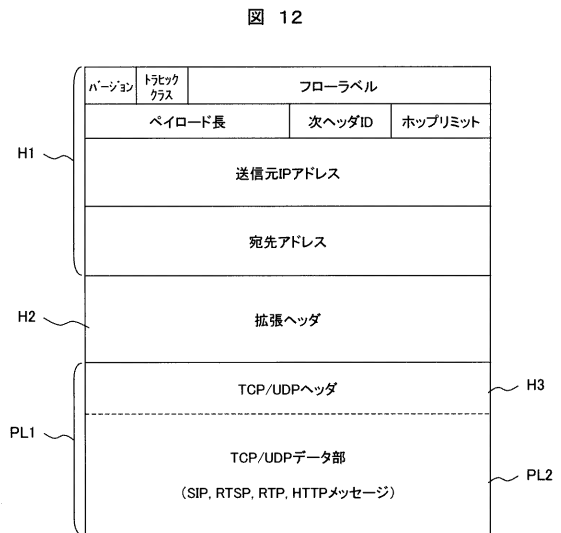 図 12
バージョン
トラヒック
クラス
フローラベル
ペイロード長
次ヘッダID
ホップリミット
H1
送信元IPアドレス
宛先アドレス
H2
拡張ヘッダ
TCP/UDPヘッダ
H3
PL1
TCP/UDPデータ部
(SIP, RTSP, RTP, HTTPメッセージ)
PL2